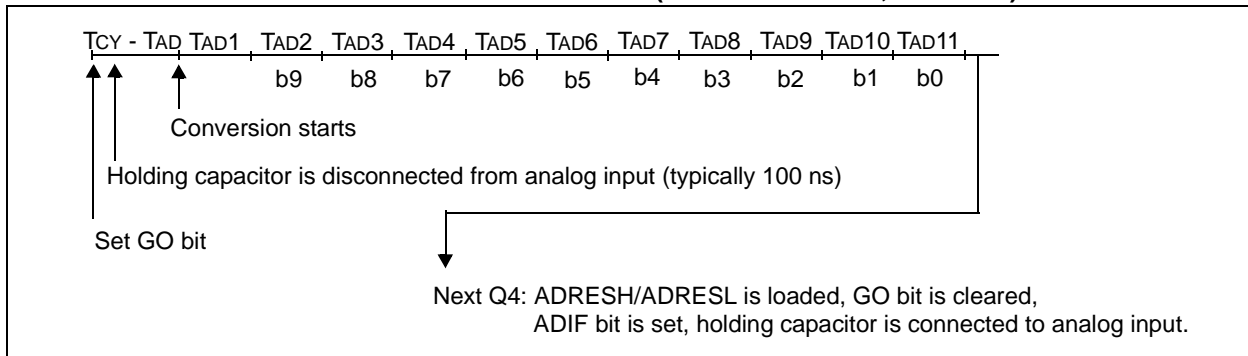 TCY - TAD TAD1 TAD2 TAD3 TAD4 TAD5 TAD6 TAD7 TAD8 TAD9 TAD10 TAD11
b9 b8 b7 b6 b5 b4 b3 b2 b1 b0
Conversion starts
Holding capacitor is disconnected from analog input (typically 100 ns)
Set GO bit
Next Q4: ADRESH/ADRESL is loaded, GO bit is cleared,
ADIF bit is set, holding capacitor is connected to analog input.